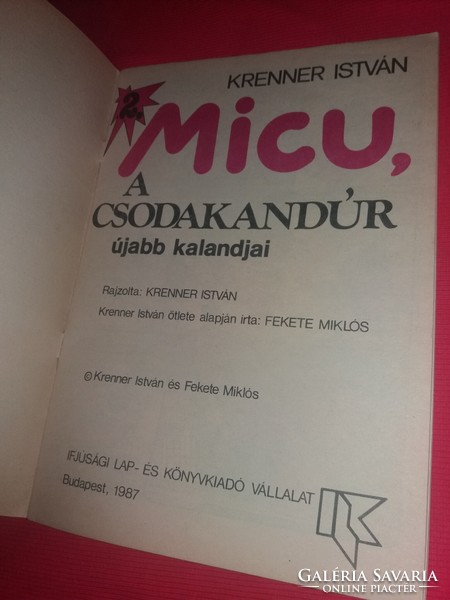 KRENNER ISTVÁN
2.
Micu,
A
CSODAKANDÚR
újabb kalandjai
Rajzolta: KRENNER ISTVÁN
Krenner István ötlete alapján írta: FEKETE MIKLÓS
© Krenner István és Fekete Miklós
IFJÚSÁGI LAP- ÉS KÖNYVKIADÓ VÁLLALAT
Budapest, 1987
GALÉRIA SAVARIA
ONLINE PIACTÉR